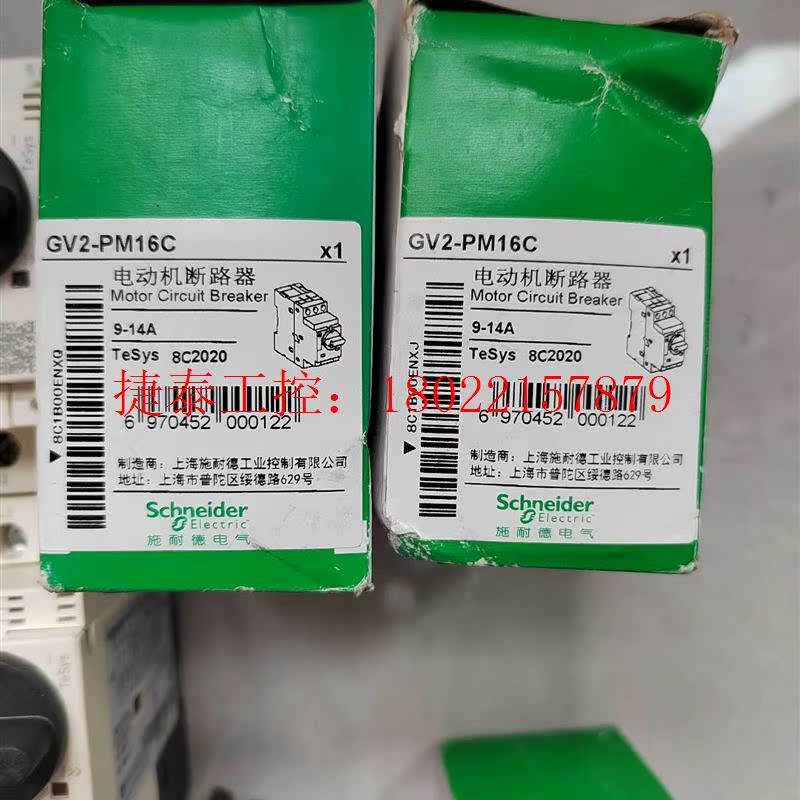 GV2-PM16C
x1
电动机断路器
Motor Circuit Breaker
9-14A
TeSys 8C2020
8C1B00ENXQ
6 970452 000122
制造商：上海施耐德工业控制有限公司
地址：上海市普陀区绥德路629号
Schneider
Electric
施耐德电气
GV2-PM16C
x1
电动机断路器
Motor Circuit Breaker
9-14A
TeSys 8C2020
8C1B00ENXJ
6 970452 000122
制造商：上海施耐德工业控制有限公司
地址：上海市普陀区绥德路629号
Schneider
Electric
施耐德电气
捷泰工控：18022157879
TeSys
TeSys